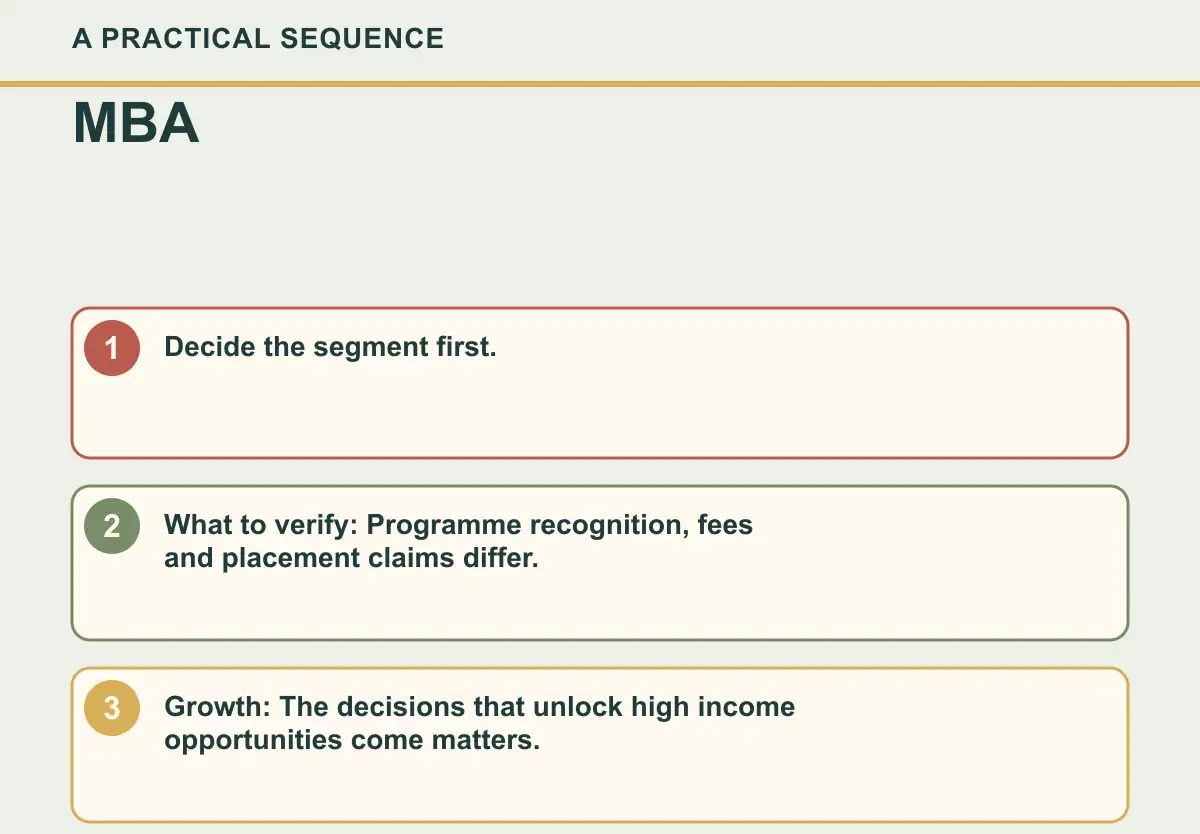 A PRACTICAL SEQUENCE
MBA
1
Decide the segment first.
2
What to verify: Programme recognition, fees
and placement claims differ.
3
Growth: The decisions that unlock high income
opportunities come matters.